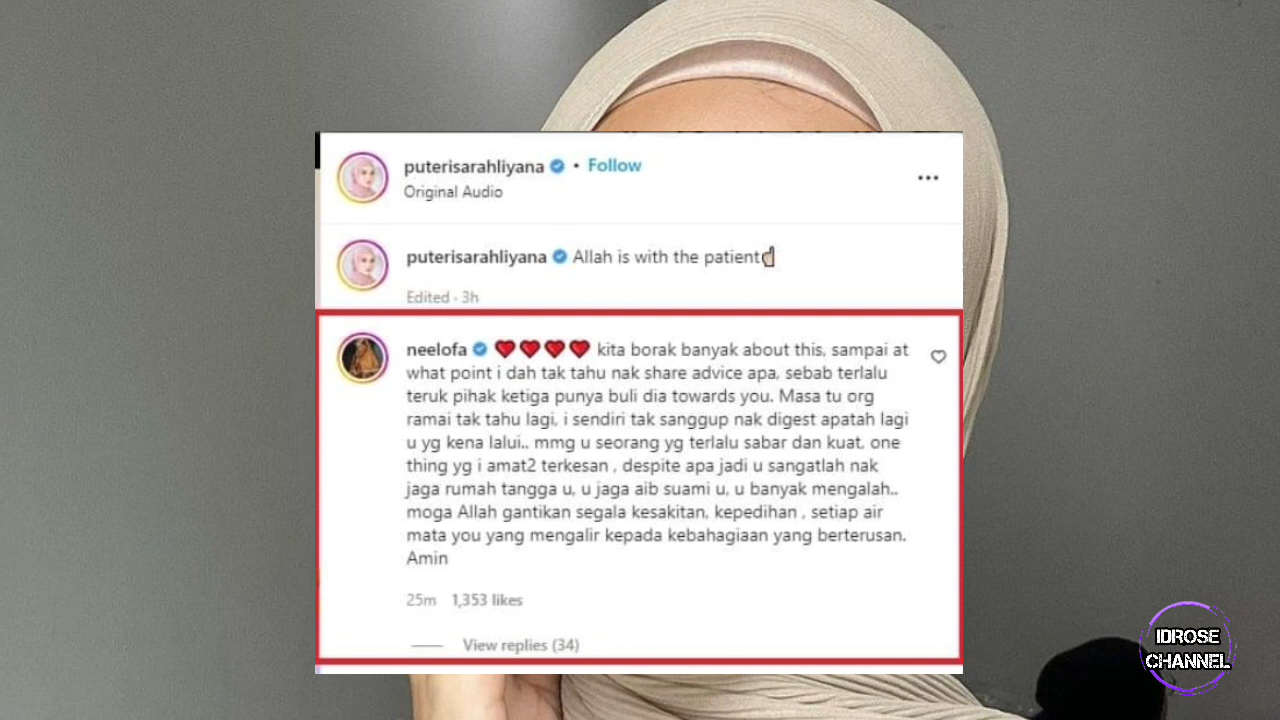 puterisarahliyana • Follow
Original Audio
puterisarahliyana Allah is with the patient☝🏼
Edited · 3h
neelofa ❤️❤️❤️❤️ kita borak banyak about this, sampai at
what point i dah tak tahu nak share advice apa, sebab terlalu
teruk pihak ketiga punya buli dia towards you. Masa tu org
ramai tak tahu lagi, i sendiri tak sanggup nak digest apatah lagi
u yg kena lalui.. mmg u seorang yg terlalu sabar dan kuat, one
thing yg i amat2 terkesan , despite apa jadi u sangatlah nak
jaga rumah tangga u, u jaga aib suami u, u banyak mengalah..
moga Allah gantikan segala kesakitan, kepedihan , setiap air
mata you yang mengalir kepada kebahagiaan yang berterusan.
Amin
25m 1,353 likes
View replies (34)
IDROSE
CHANNEL